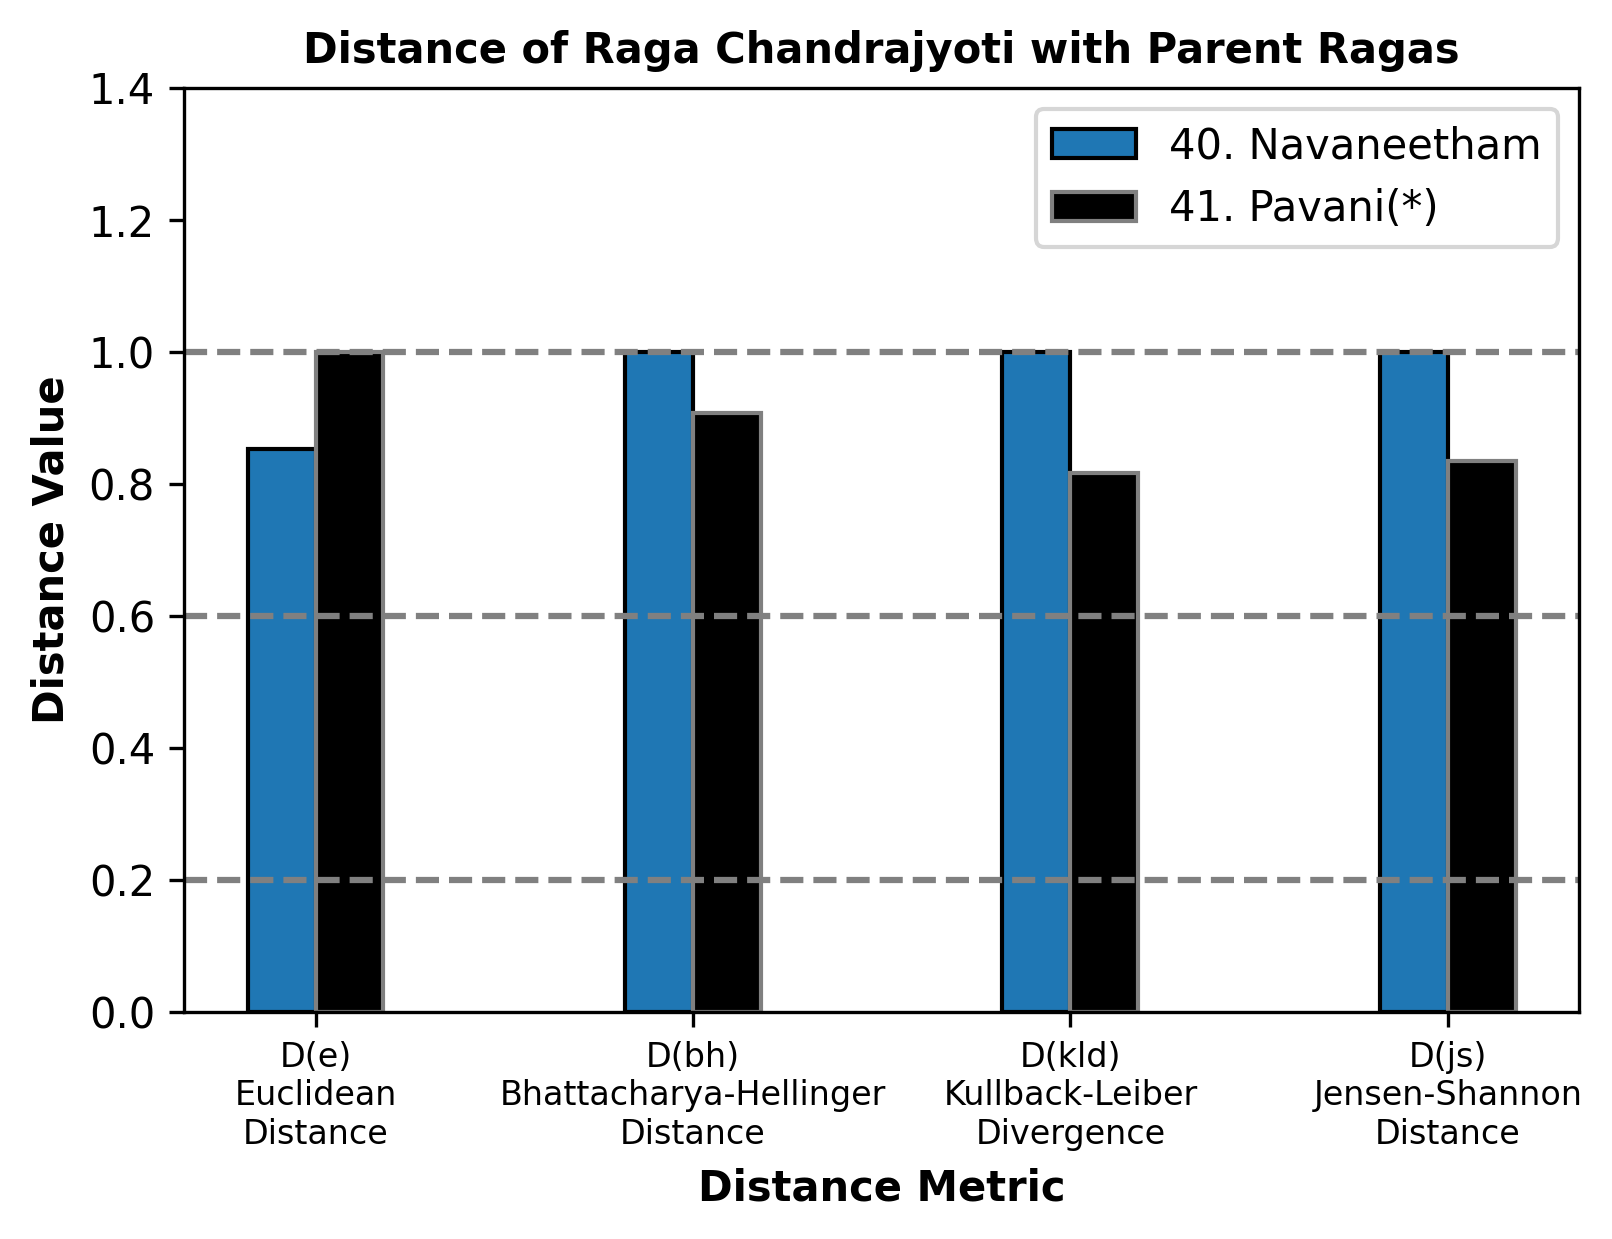 Distance of Raga Chandrajyoti with Parent Ragas
40. Navaneetham
41. Pavani(*)
Distance Value
1.4
1.2
1.0
0.8
0.6
0.4
0.2
0.0
D(e)
Euclidean
Distance
D(bh)
Bhattacharya-Hellinger
Distance
D(kld)
Kullback-Leiber
Divergence
D(js)
Jensen-Shannon
Distance
Distance Metric